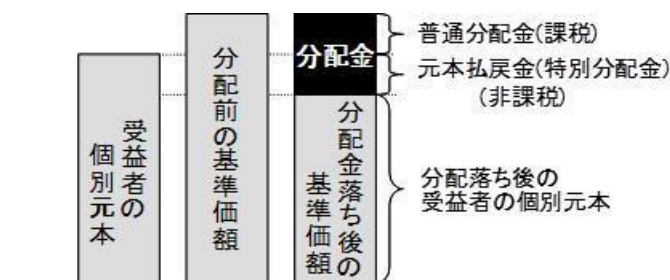 受益者の
個別元本
分配前の基準価額
分配金
分配金落ち後の
基準価額
普通分配金(課税)
元本払戻金(特別分配金)
(非課税)
分配落ち後の
受益者の個別元本